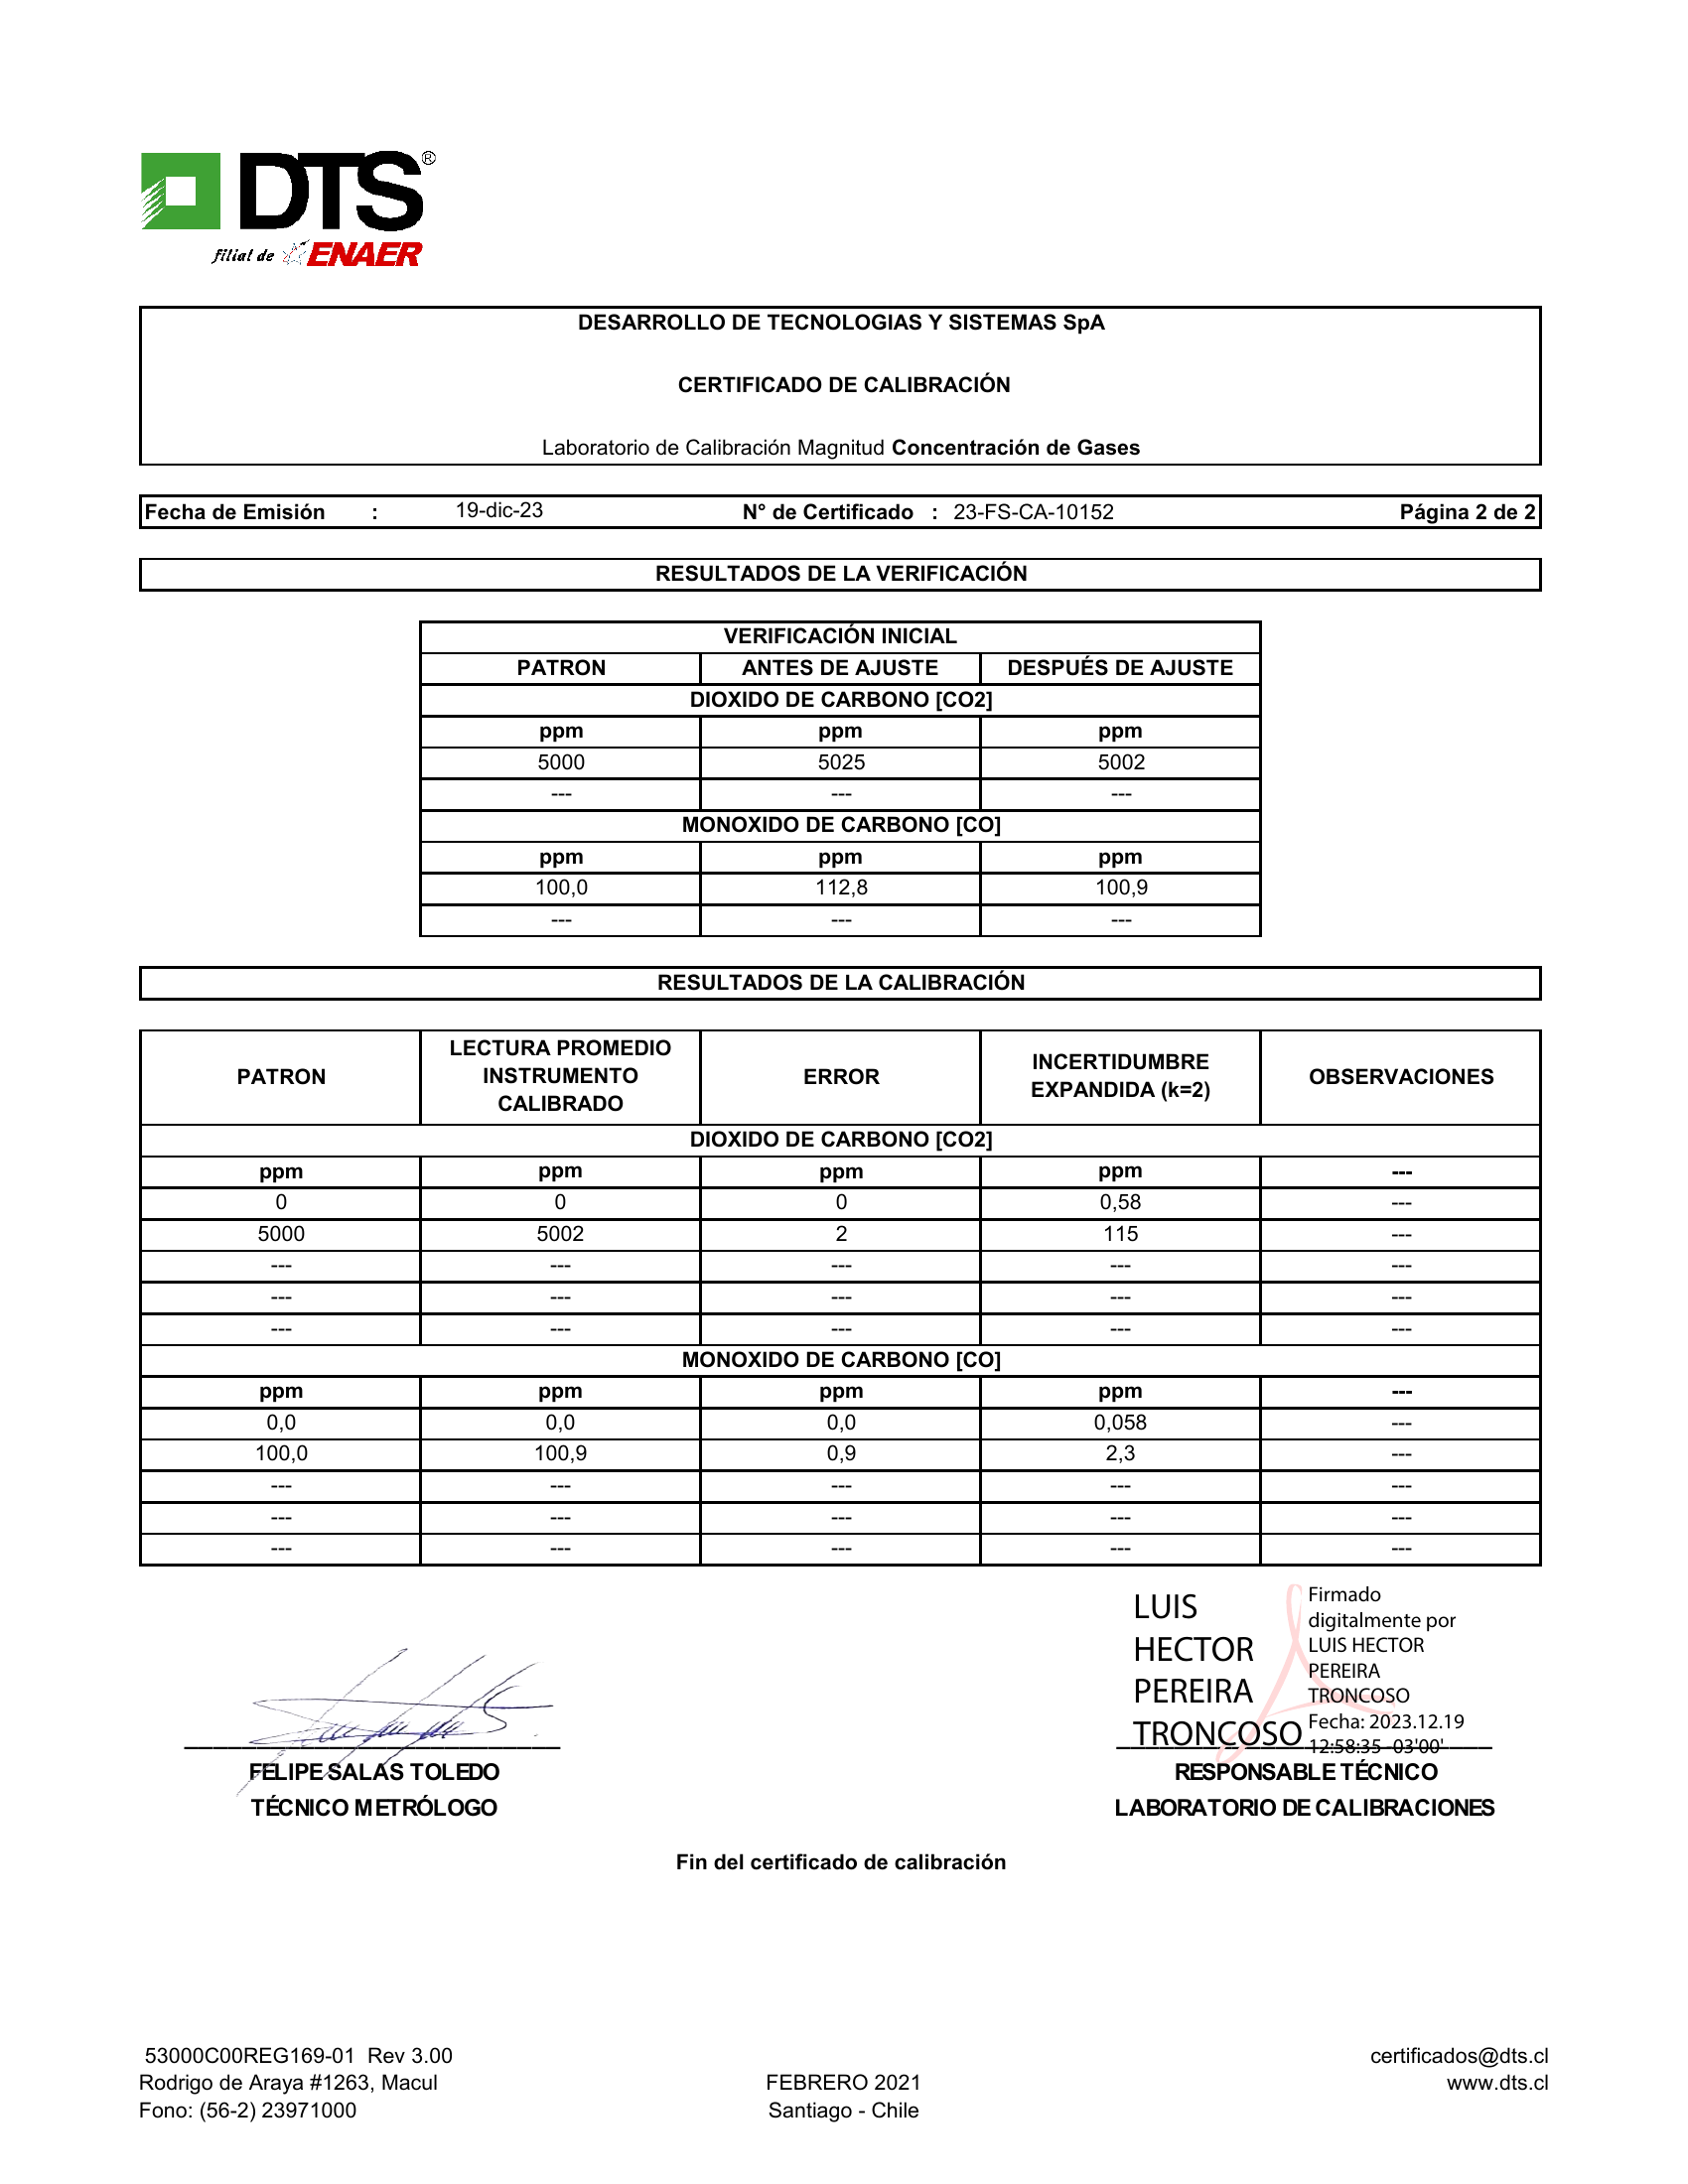 DTS®
filial de ENAER
DESARROLLO DE TECNOLOGIAS Y SISTEMAS SpA
CERTIFICADO DE CALIBRACIÓN
Laboratorio de Calibración Magnitud Concentración de Gases
Fecha de Emisión : 19-dic-23 N° de Certificado : 23-FS-CA-10152 Página 2 de 2
RESULTADOS DE LA VERIFICACIÓN
VERIFICACIÓN INICIAL
PATRON ANTES DE AJUSTE DESPUÉS DE AJUSTE
DIOXIDO DE CARBONO [CO2]
ppm ppm ppm
5000 5025 5002
--- --- ---
MONOXIDO DE CARBONO [CO]
ppm ppm ppm
100,0 112,8 100,9
--- --- ---
RESULTADOS DE LA CALIBRACIÓN
PATRON LECTURA PROMEDIO INSTRUMENTO CALIBRADO ERROR INCERTIDUMBRE EXPANDIDA (k=2) OBSERVACIONES
DIOXIDO DE CARBONO [CO2]
ppm ppm ppm ppm ---
0 0 0 0,58 ---
5000 5002 2 115 ---
--- --- --- --- ---
--- --- --- --- ---
--- --- --- --- ---
MONOXIDO DE CARBONO [CO]
ppm ppm ppm ppm ---
0,0 0,0 0,0 0,058 ---
100,0 100,9 0,9 2,3 ---
--- --- --- --- ---
--- --- --- --- ---
--- --- --- --- ---
LUIS
HECTOR
PEREIRA
TRONCOSO
Firmado
digitalmente por
LUIS HECTOR
PEREIRA
TRONCOSO
Fecha: 2023.12.19
12:58:35 -03'00'
FELIPE SALAS TOLEDO
TÉCNICO METRÓLOGO
RESPONSABLE TÉCNICO
LABORATORIO DE CALIBRACIONES
Fin del certificado de calibración
53000C00REG169-01 Rev 3.00 certificados@dts.cl
Rodrigo de Araya #1263, Macul FEBRERO 2021 www.dts.cl
Fono: (56-2) 23971000 Santiago - Chile